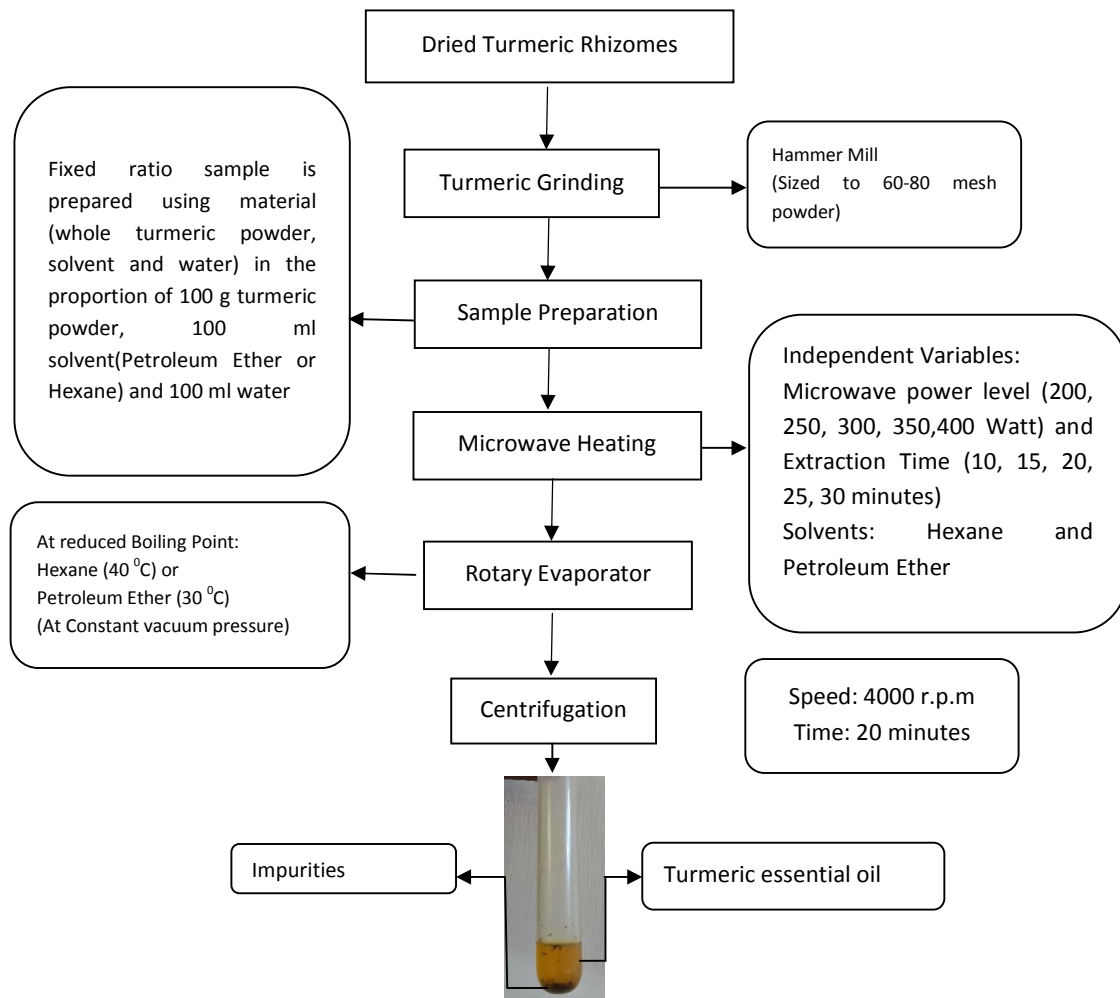 Dried Turmeric Rhizomes
Turmeric Grinding
Hammer Mill
(Sized to 60-80 mesh
powder)
Fixed ratio sample is
prepared using material
(whole turmeric powder,
solvent and water) in the
proportion of 100 g turmeric
powder, 100 ml
solvent(Petroleum Ether or
Hexane) and 100 ml water
Sample Preparation
Microwave Heating
Independent Variables:
Microwave power level (200,
250, 300, 350,400 Watt) and
Extraction Time (10, 15, 20,
25, 30 minutes)
Solvents: Hexane and
Petroleum Ether
At reduced Boiling Point:
Hexane (40 ⁰C) or
Petroleum Ether (30 ⁰C)
(At Constant vacuum pressure)
Rotary Evaporator
Centrifugation
Speed: 4000 r.p.m
Time: 20 minutes
Impurities
Turmeric essential oil